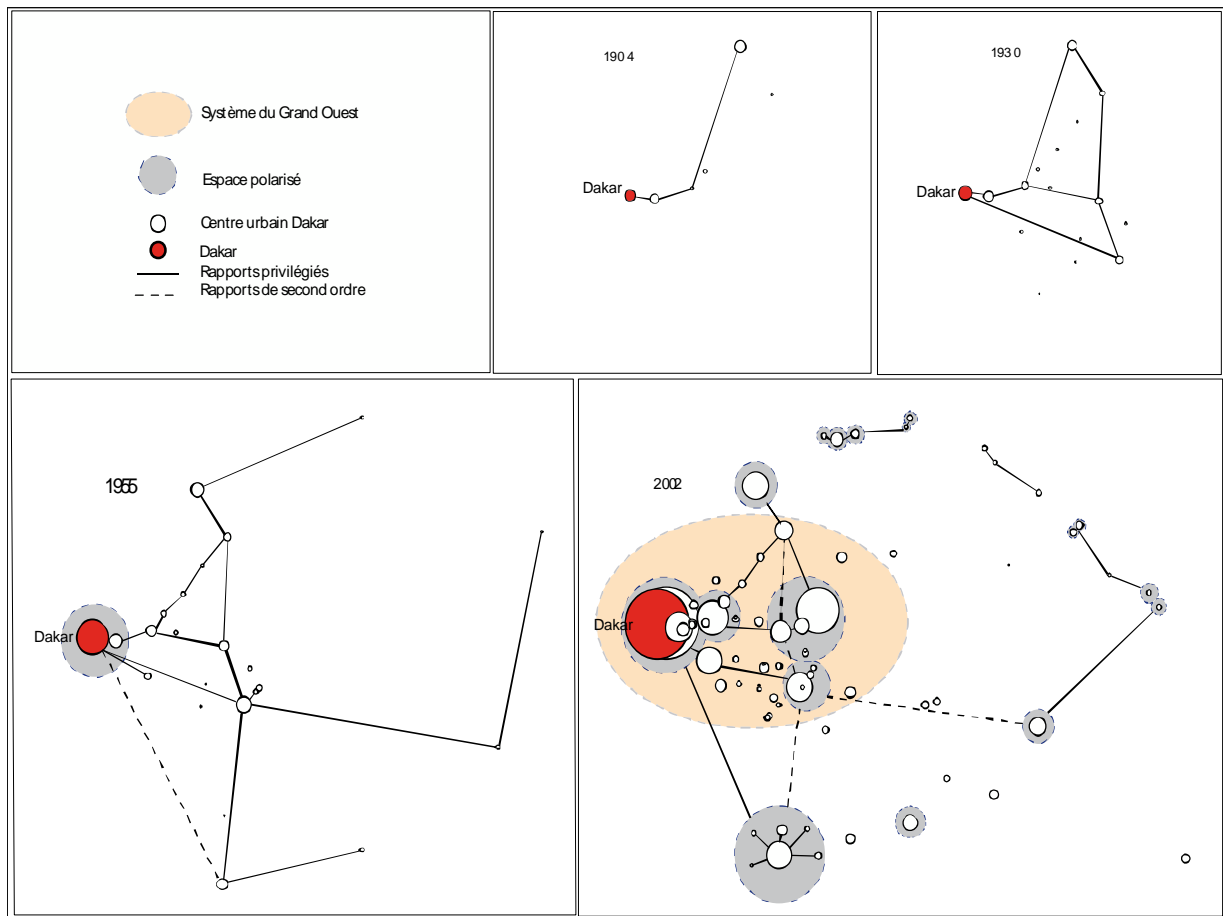 Système du Grand Ouest
Espace polarisé
Centre urbain Dakar
Dakar
Rapports privilégiés
Rapports de second ordre
1904
Dakar
1930
Dakar
1955
Dakar
2002
Dakar